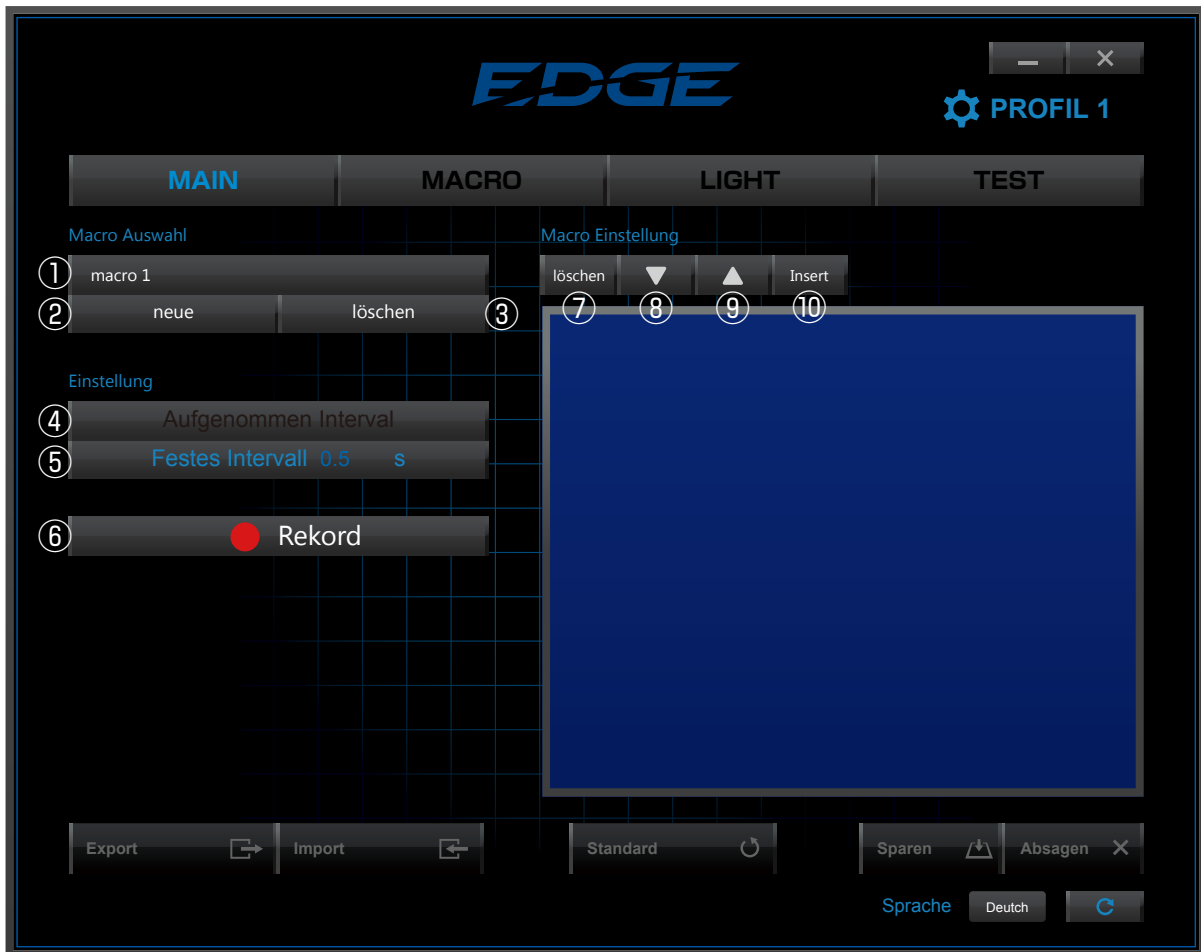 EDGE
PROFIL 1
MAIN MACRO LIGHT TEST
Macro Auswahl
Macro Einstellung
① macro 1
löschen ▼ ▲ Insert
② neue löschen ③
⑦ ⑧ ⑨ ⑩
Einstellung
④ Aufgenommen Interval
⑤ Festes Intervall 0.5 s
⑥ Rekord
Export Import Standard Sparen Absagen
Sprache Deutch